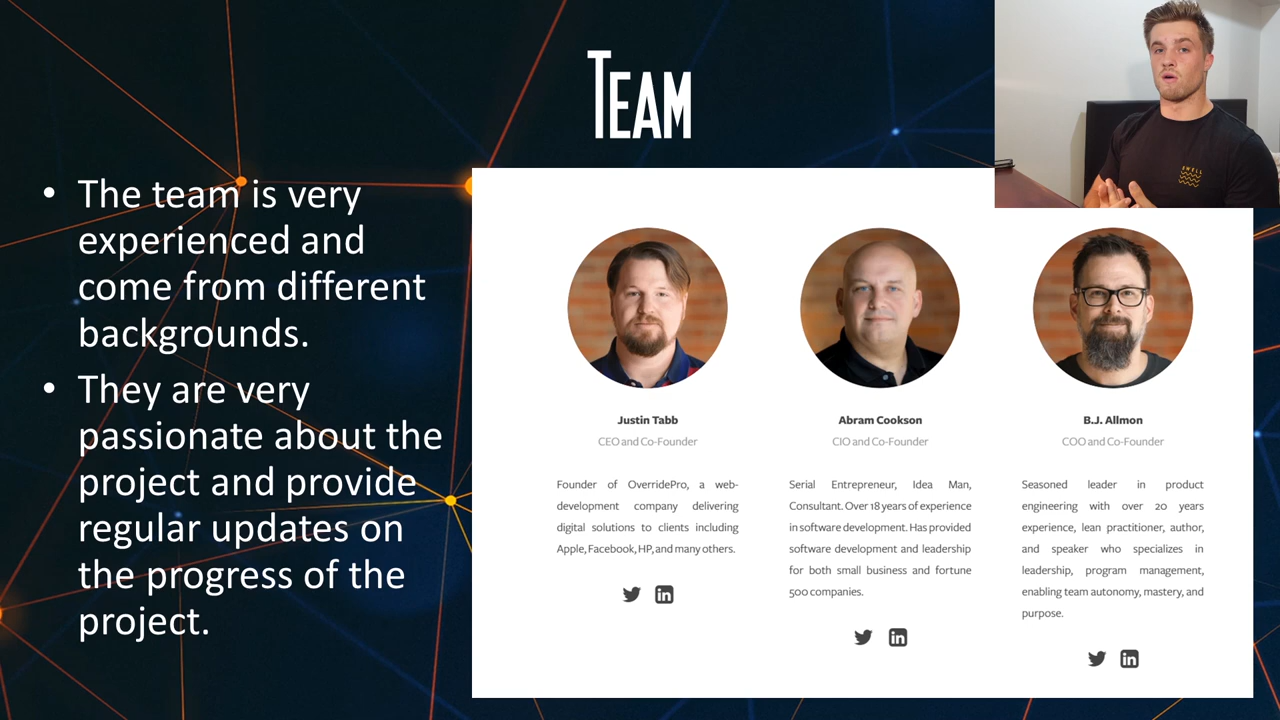 TEAM
SWELL
• The team is very
experienced and
come from different
backgrounds.
• They are very
passionate about the
project and provide
regular updates on
the progress of the
project.
Justin Tabb
CEO and Co-Founder
Founder of OverridePro, a web-
development company delivering
digital solutions to clients including
Apple, Facebook, HP, and many others.
in
Abram Cookson
CIO and Co-Founder
Serial Entrepreneur, Idea Man,
Consultant. Over 18 years of experience
in software development. Has provided
software development and leadership
for both small business and fortune
500 companies.
in
B.J. Allmon
COO and Co-Founder
Seasoned leader in product
engineering with over 20 years
experience, lean practitioner, author,
and speaker who specializes in
leadership, program management,
enabling team autonomy, mastery, and
purpose.
in